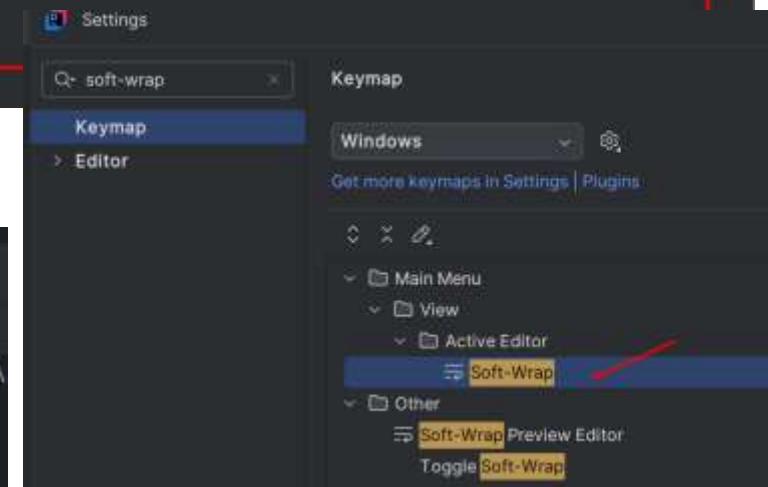 Settings
soft-wrap
Keymap
Editor
Keymap
Windows
Get more keymaps in Settings | Plugins
Main Menu
View
Active Editor
Soft-Wrap
Other
Soft-Wrap Preview Editor
Toggle Soft-Wrap